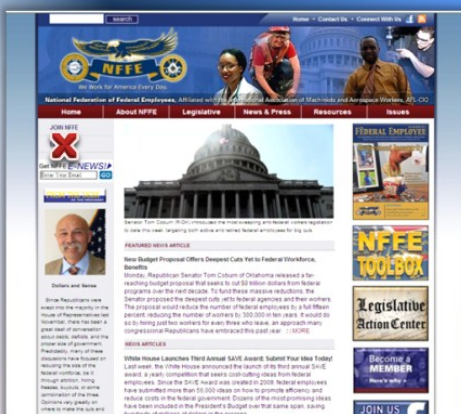 search
Home • Contact Us • Connect With Us
NFFE
We Work for America Every Day.
National Federation of Federal Employees, Affiliated with the International Association of Machinists and Aerospace Workers, AFL-CIO
Home About NFFE Legislative News & Press Resources Issues
JOIN NFFE
Get NFFE E-NEWS!
Enter Your Email GO
Dollars and Sense
Since Republicans were
swept into the majority in the
House of Representatives last
November, there has been a
great deal of conversation
about debts, deficits, and the
proper size of government.
Predictably, many of these
discussions have focused on
reducing the size of the
federal workforce, be it
through attrition, hiring
freezes, buyouts, or some
combination of the three.
Opinions vary greatly on
where to make the cuts and
Senator Tom Coburn (R-OK) introduces the most sweeping anti-federal workers legislation
to date this week, targeting both active and retired federal employees for big cuts.
FEATURED NEWS ARTICLE
New Budget Proposal Offers Deepest Cuts Yet to Federal Workforce,
Benefits
Monday, Republican Senator Tom Coburn of Oklahoma released a far-
reaching budget proposal that seeks to cut $9 trillion dollars from federal
programs over the next decade. To fund these massive reductions, the
Senator proposed the deepest cuts yet to federal agencies and their workers.
The proposal would reduce the number of federal employees by a full fifteen
percent, reducing the number of workers by 300,000 in ten years. It would do
so by hiring just two workers for every three who leave, an approach many
congressional Republicans have embraced this past year. :: MORE
NEWS ARTICLES
White House Launches Third Annual SAVE Award; Submit Your Idea Today!
Last week, the White House announced the launch of its third annual SAVE
award, a yearly competition that seeks cost-cutting ideas from federal
employees. Since the SAVE Award was created in 2009, federal employees
have submitted more than 56,000 ideas on how to promote efficiency and
reduce costs in the federal government. Dozens of the most promising ideas
have been included in the President's Budget over that same span, saving
FEDERAL EMPLOYEE
NFFE
TOOLBOX
Legislative
Action Center
Become a
MEMBER
Here's why »
JOIN US